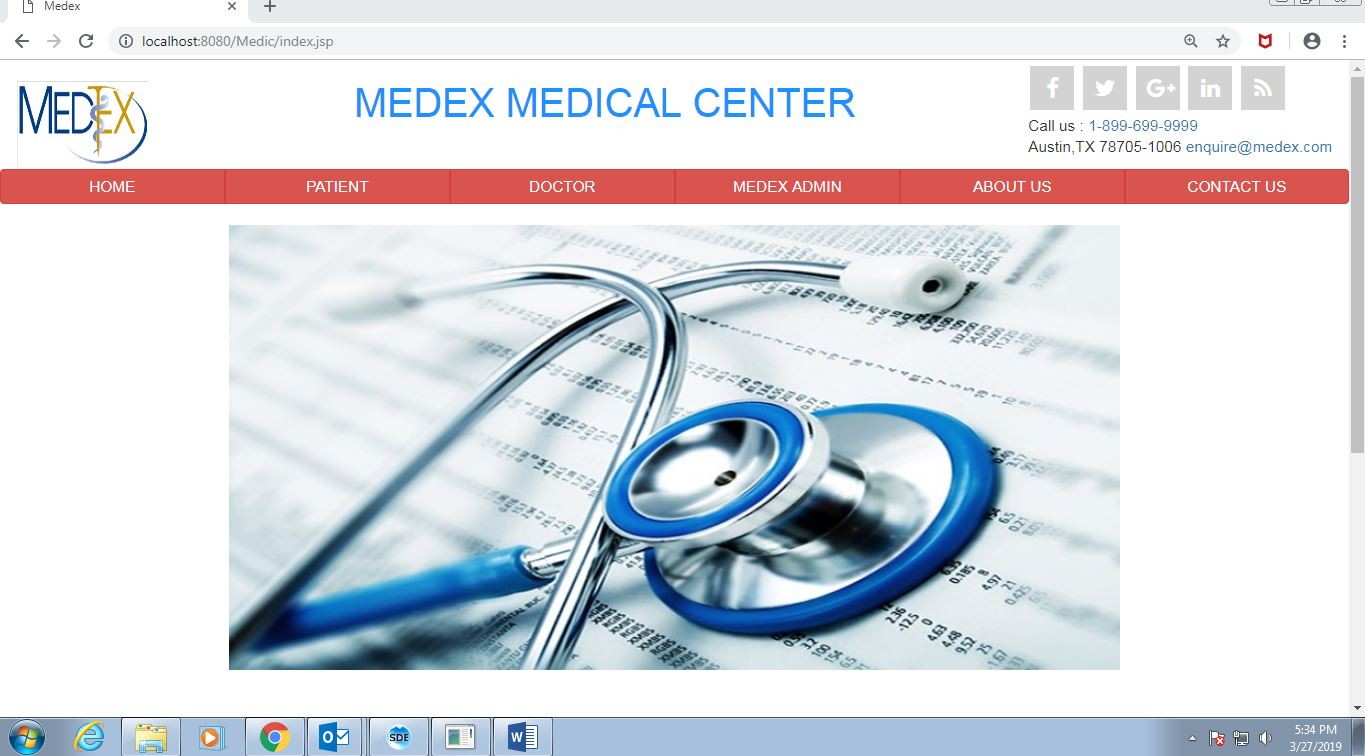 Medex
localhost:8080/Medic/index.jsp
MEDEX
MEDEX MEDICAL CENTER
G+
in
Call us : 1-899-699-9999
Austin,TX 78705-1006 enquire@medex.com
HOME PATIENT DOCTOR MEDEX ADMIN ABOUT US CONTACT US
SDE
5:34 PM
3/27/2019